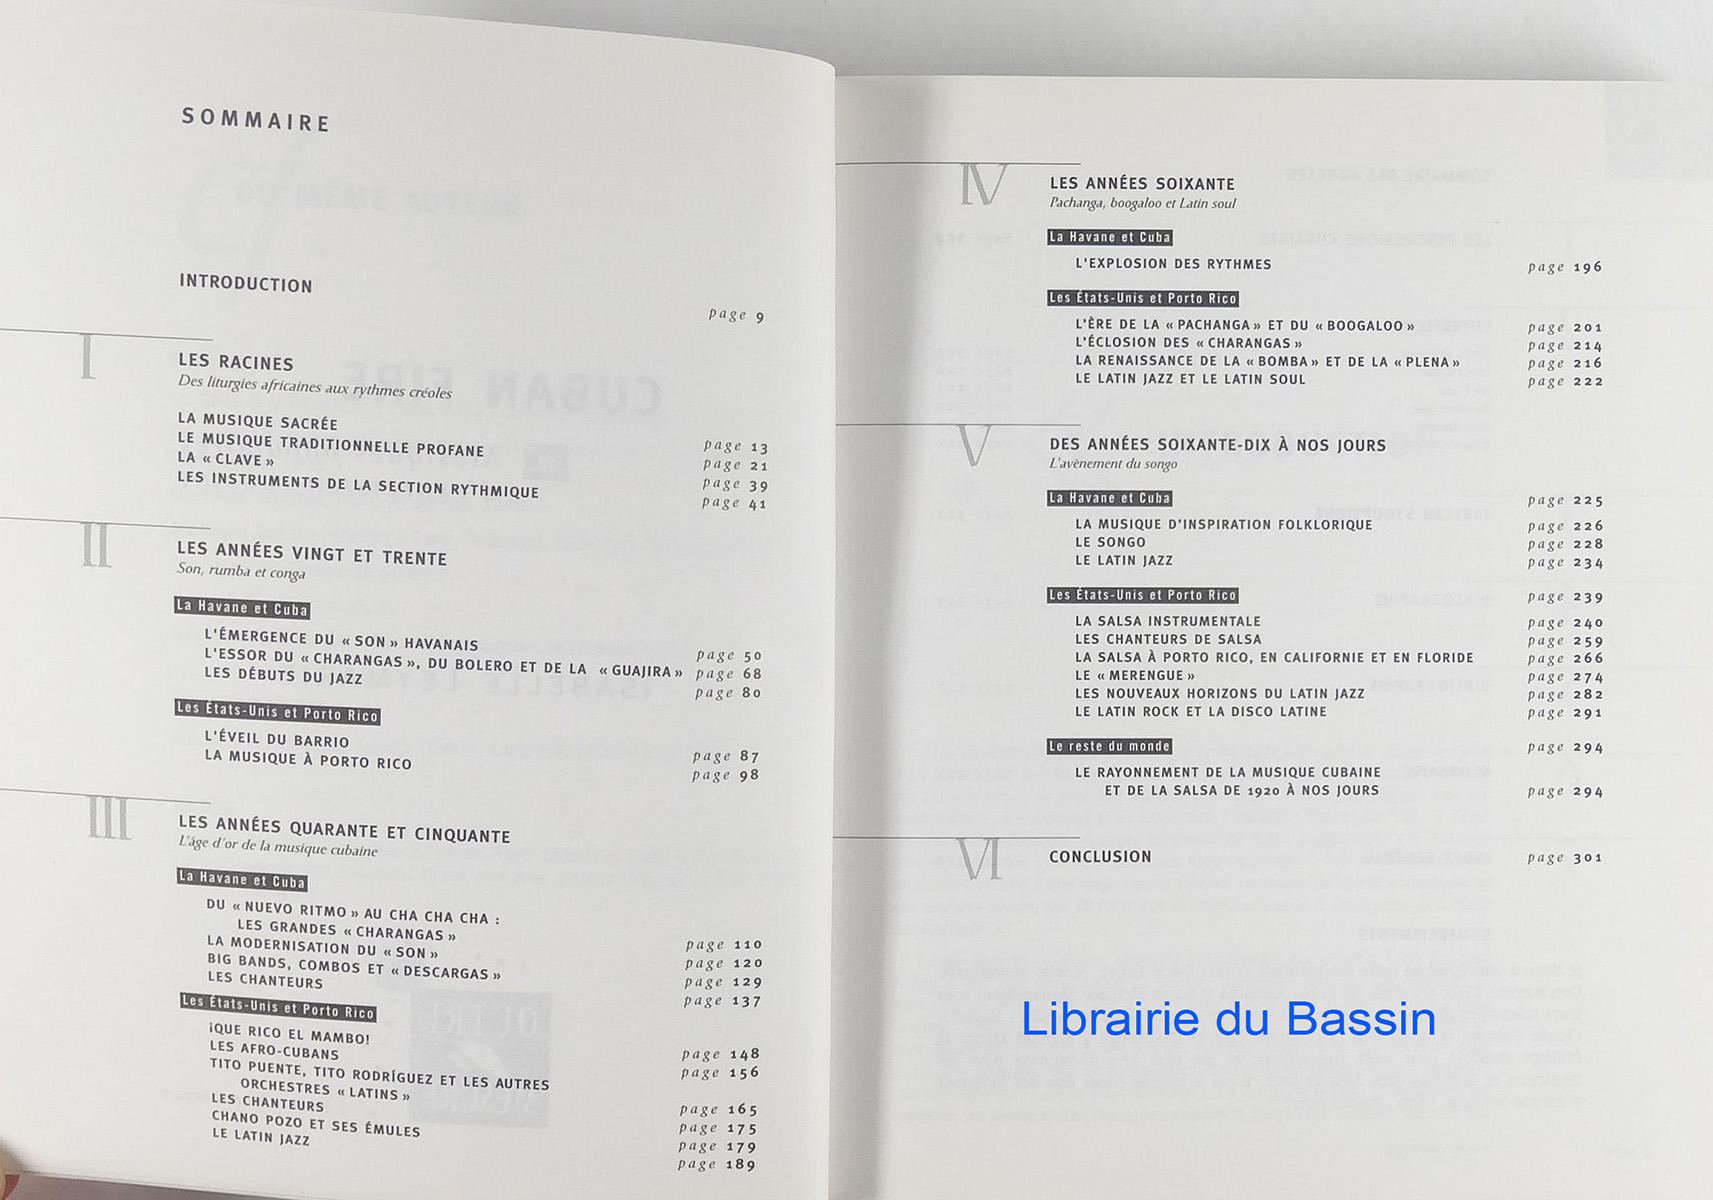 SOMMAIRE
INTRODUCTION
page 9
I
LES RACINES
Des liturgies africaines aux rythmes créoles
LA MUSIQUE SACRÉE page 13
LE MUSIQUE TRADITIONNELLE PROFANE page 21
LA « CLAVE » page 39
LES INSTRUMENTS DE LA SECTION RYTHMIQUE page 41
II
LES ANNÉES VINGT ET TRENTE
Son, rumba et conga
La Havane et Cuba
L'ÉMERGENCE DU « SON » HAVANAIS page 50
L'ESSOR DU « CHARANGAS », DU BOLERO ET DE LA « GUAJIRA » page 68
LES DÉBUTS DU JAZZ page 80
Les États-Unis et Porto Rico
L'ÉVEIL DU BARRIO page 87
LA MUSIQUE À PORTO RICO page 98
III
LES ANNÉES QUARANTE ET CINQUANTE
L'âge d'or de la musique cubaine
La Havane et Cuba
DU « NUEVO RITMO » AU CHA CHA CHA :
LES GRANDES « CHARANGAS » page 110
LA MODERNISATION DU « SON » page 120
BIG BANDS, COMBOS ET « DESCARGAS » page 129
LES CHANTEURS page 137
Les États-Unis et Porto Rico
¡QUE RICO EL MAMBO! page 148
LES AFRO-CUBANS page 156
TITO PUENTE, TITO RODRÍGUEZ ET LES AUTRES
ORCHESTRES « LATINS » page 165
LES CHANTEURS page 175
CHANO POZO ET SES ÉMULES page 179
LE LATIN JAZZ page 189
IV
LES ANNÉES SOIXANTE
Pachanga, boogaloo et Latin soul
La Havane et Cuba
L'EXPLOSION DES RYTHMES page 196
Les États-Unis et Porto Rico
L'ÈRE DE LA « PACHANGA » ET DU « BOOGALOO » page 201
L'ÉCLOSION DES « CHARANGAS » page 214
LA RENAISSANCE DE LA « BOMBA » ET DE LA « PLENA » page 216
LE LATIN JAZZ ET LE LATIN SOUL page 222
V
DES ANNÉES SOIXANTE-DIX À NOS JOURS
L'avènement du songo
La Havane et Cuba page 225
LA MUSIQUE D'INSPIRATION FOLKLORIQUE page 226
LE SONGO page 228
LE LATIN JAZZ page 234
Les États-Unis et Porto Rico page 239
LA SALSA INSTRUMENTALE page 240
LES CHANTEURS DE SALSA page 259
LA SALSA À PORTO RICO, EN CALIFORNIE ET EN FLORIDE page 266
LE « MERENGUE » page 274
LES NOUVEAUX HORIZONS DU LATIN JAZZ page 282
LE LATIN ROCK ET LA DISCO LATINE page 291
Le reste du monde page 294
LE RAYONNEMENT DE LA MUSIQUE CUBAINE
ET DE LA SALSA DE 1920 À NOS JOURS page 294
VI
CONCLUSION page 301
Librairie du Bassin